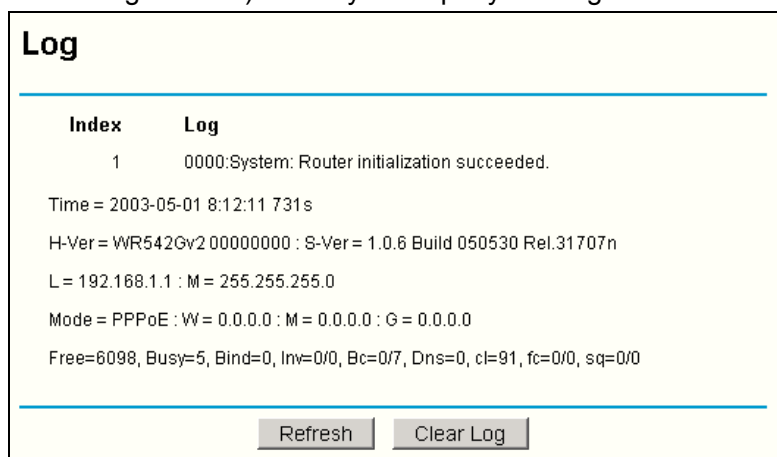 Log
Index Log
1 0000:System: Router initialization succeeded.
Time = 2003-05-01 8:12:11 731s
H-Ver = WR542Gv2 00000000 : S-Ver = 1.0.6 Build 050530 Rel.31707n
L = 192.168.1.1 : M = 255.255.255.0
Mode = PPPoE : W = 0.0.0.0 : M = 0.0.0.0 : G = 0.0.0.0
Free=6098, Busy=5, Bind=0, Inv=0/0, Bc=0/7, Dns=0, cl=91, fc=0/0, sq=0/0
Refresh Clear Log